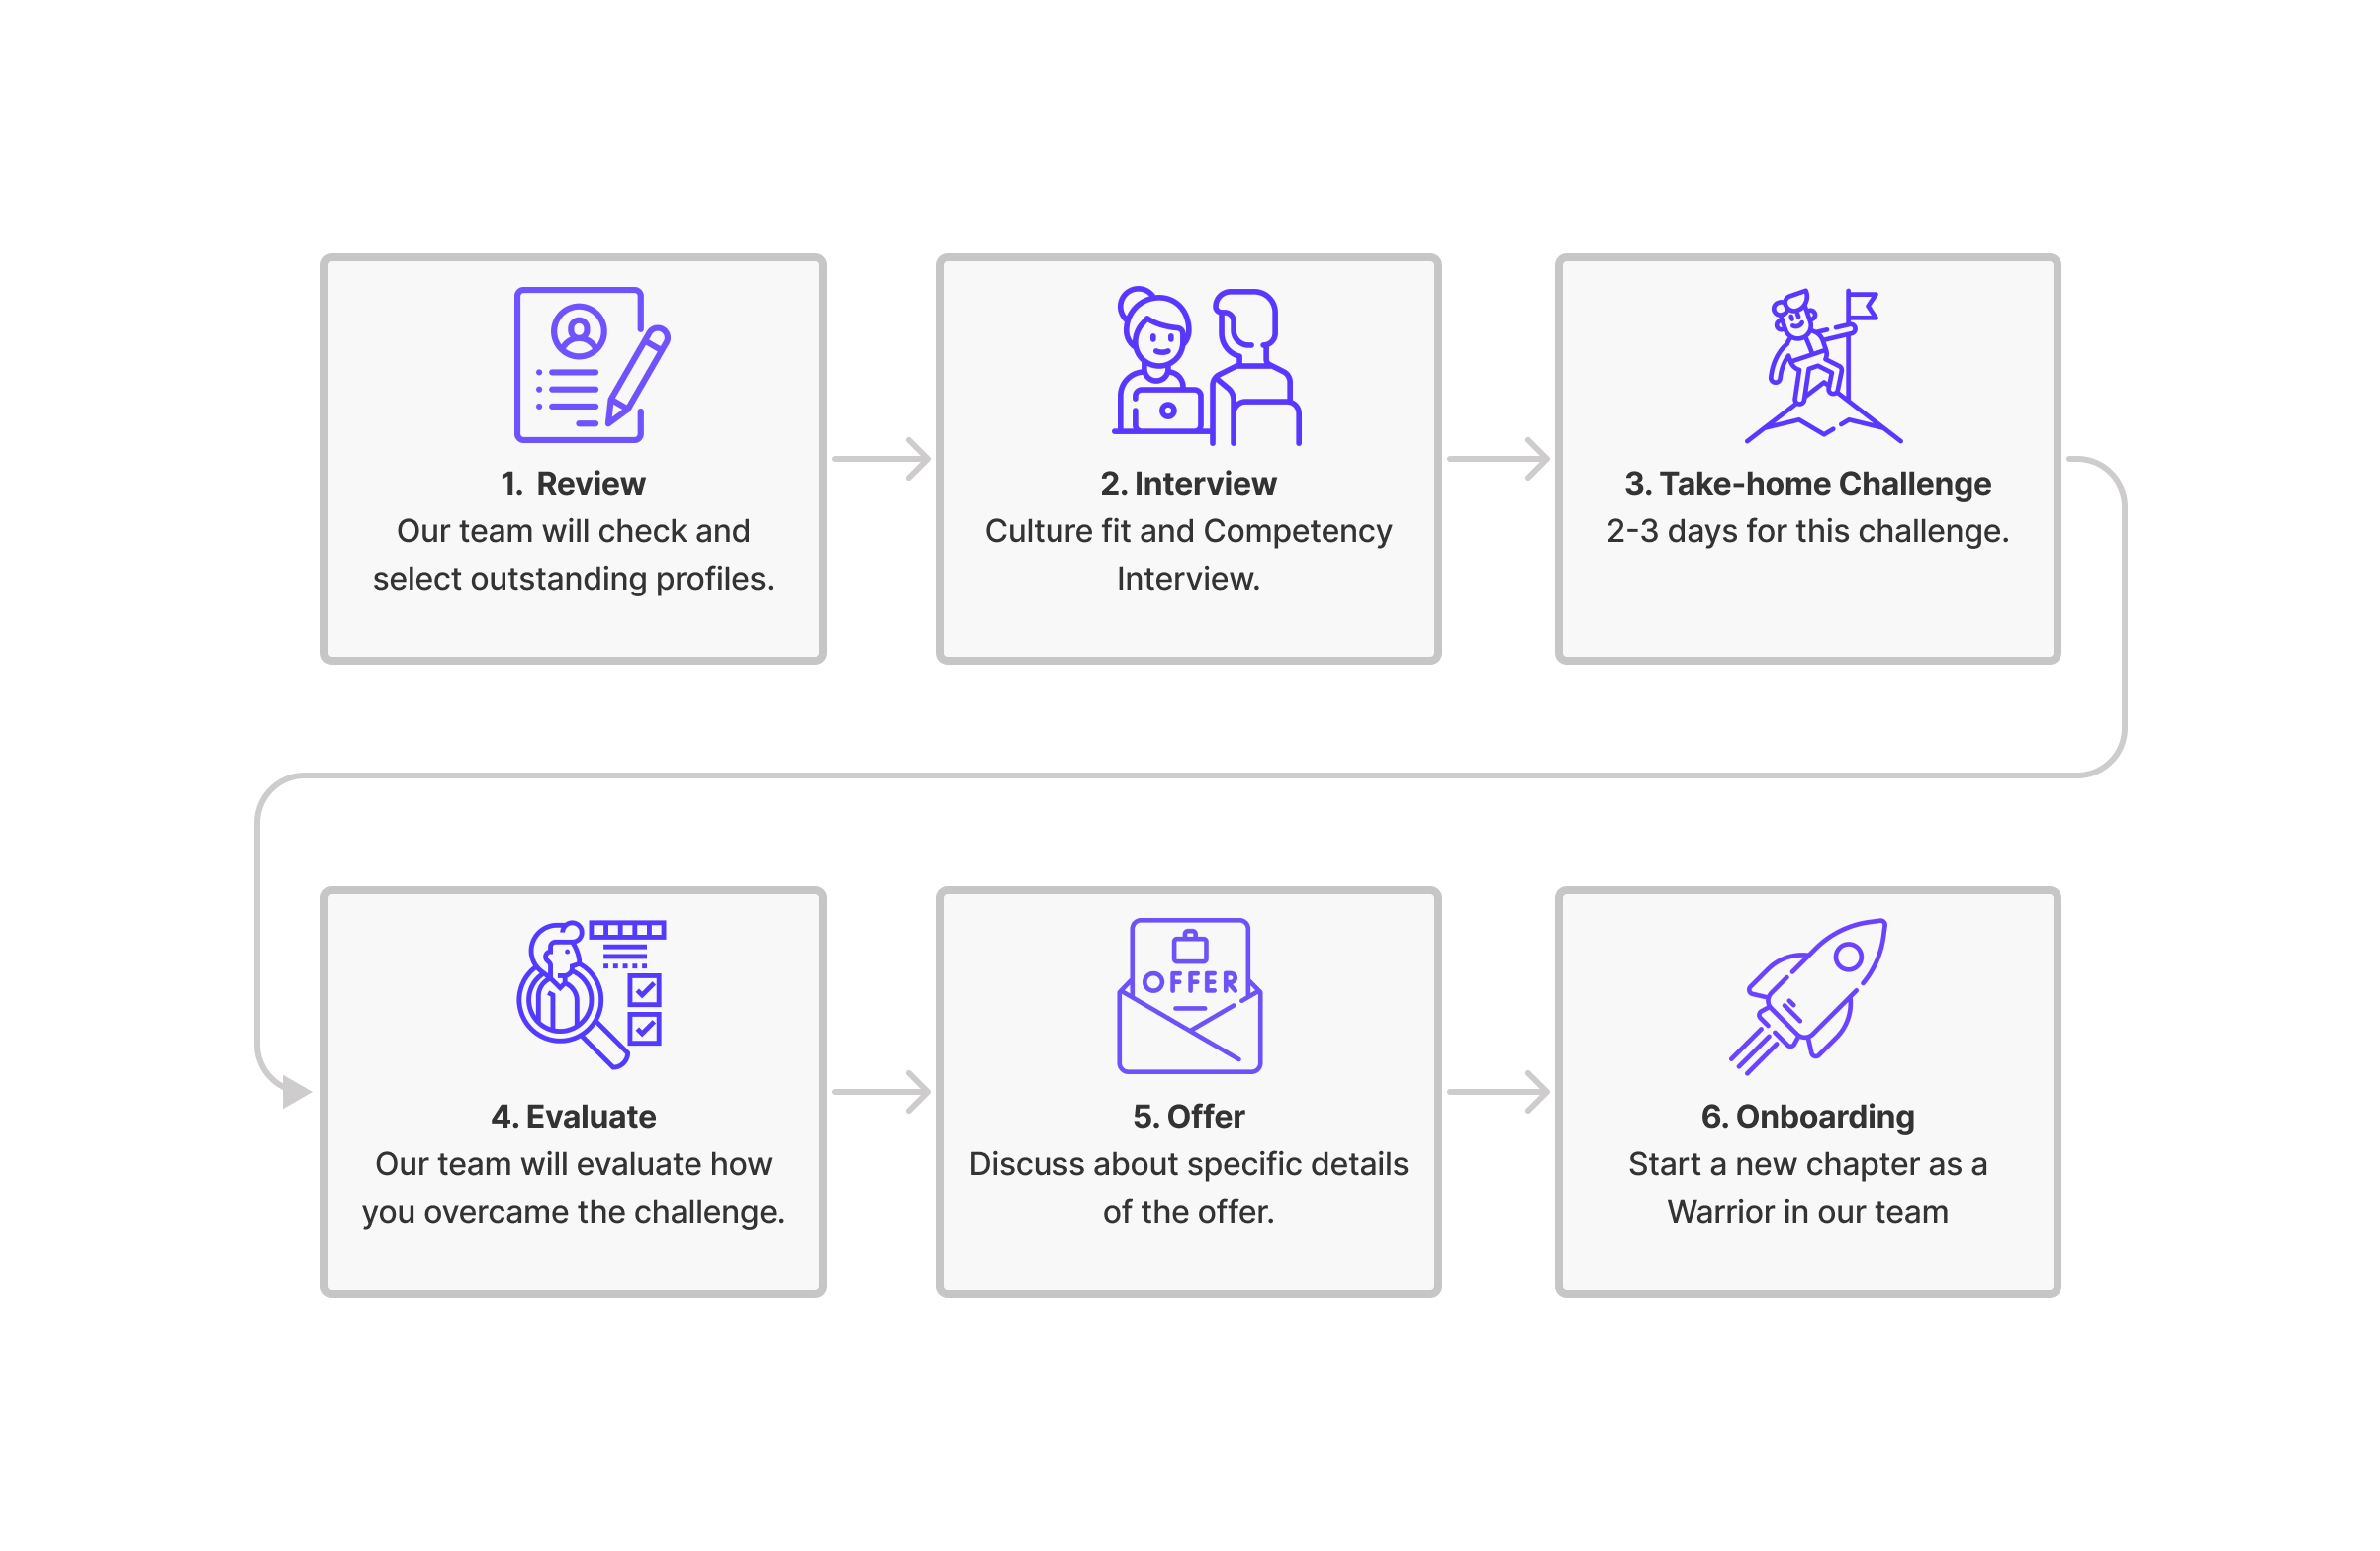 1. Review
Our team will check and
select outstanding profiles.
2. Interview
Culture fit and Competency
Interview.
3. Take-home Challenge
2-3 days for this challenge.
4. Evaluate
Our team will evaluate how
you overcame the challenge.
OFFER
5. Offer
Discuss about specific details
of the offer.
6. Onboarding
Start a new chapter as a
Warrior in our team